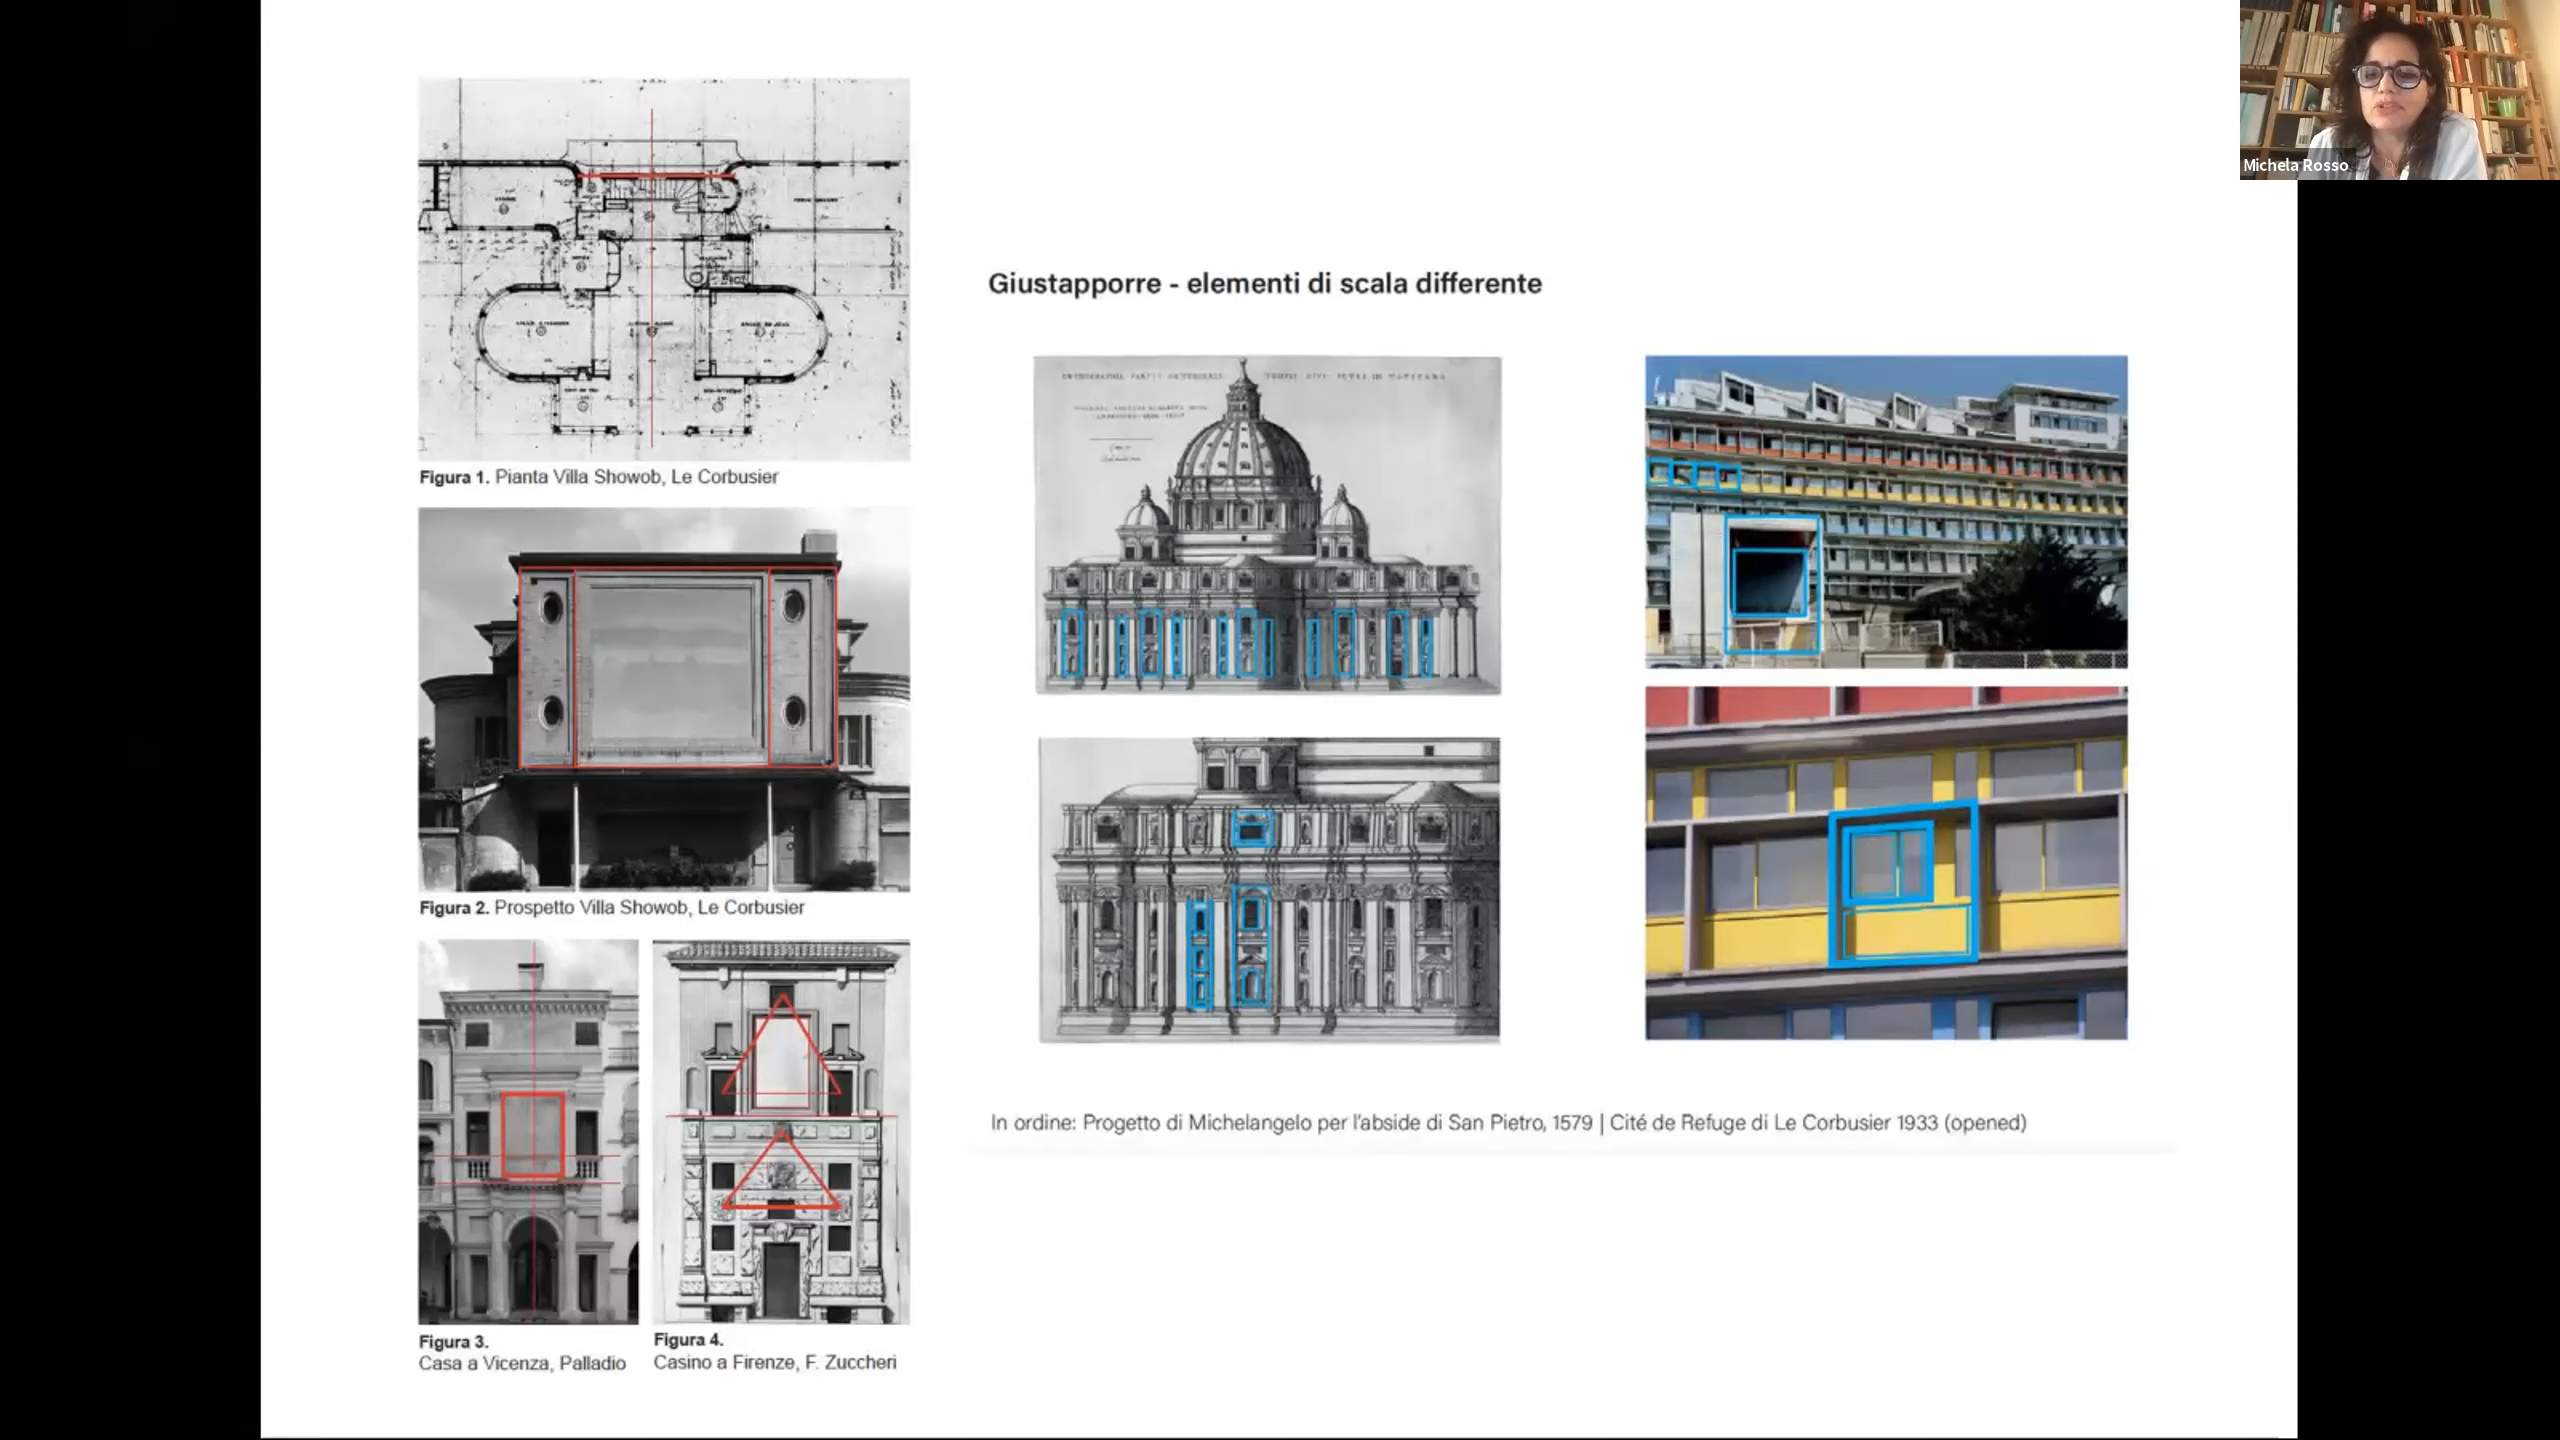 Michela Rosso
Figura 1. Pianta Villa Showob, Le Corbusier
Figura 2. Prospetto Villa Showob, Le Corbusier
Figura 3.
Casa a Vicenza, Palladio
Figura 4.
Casino a Firenze, F. Zuccheri
Giustapporre - elementi di scala differente
In ordine: Progetto di Michelangelo per l'abside di San Pietro, 1579 | Cité de Refuge di Le Corbusier 1933 (opened)